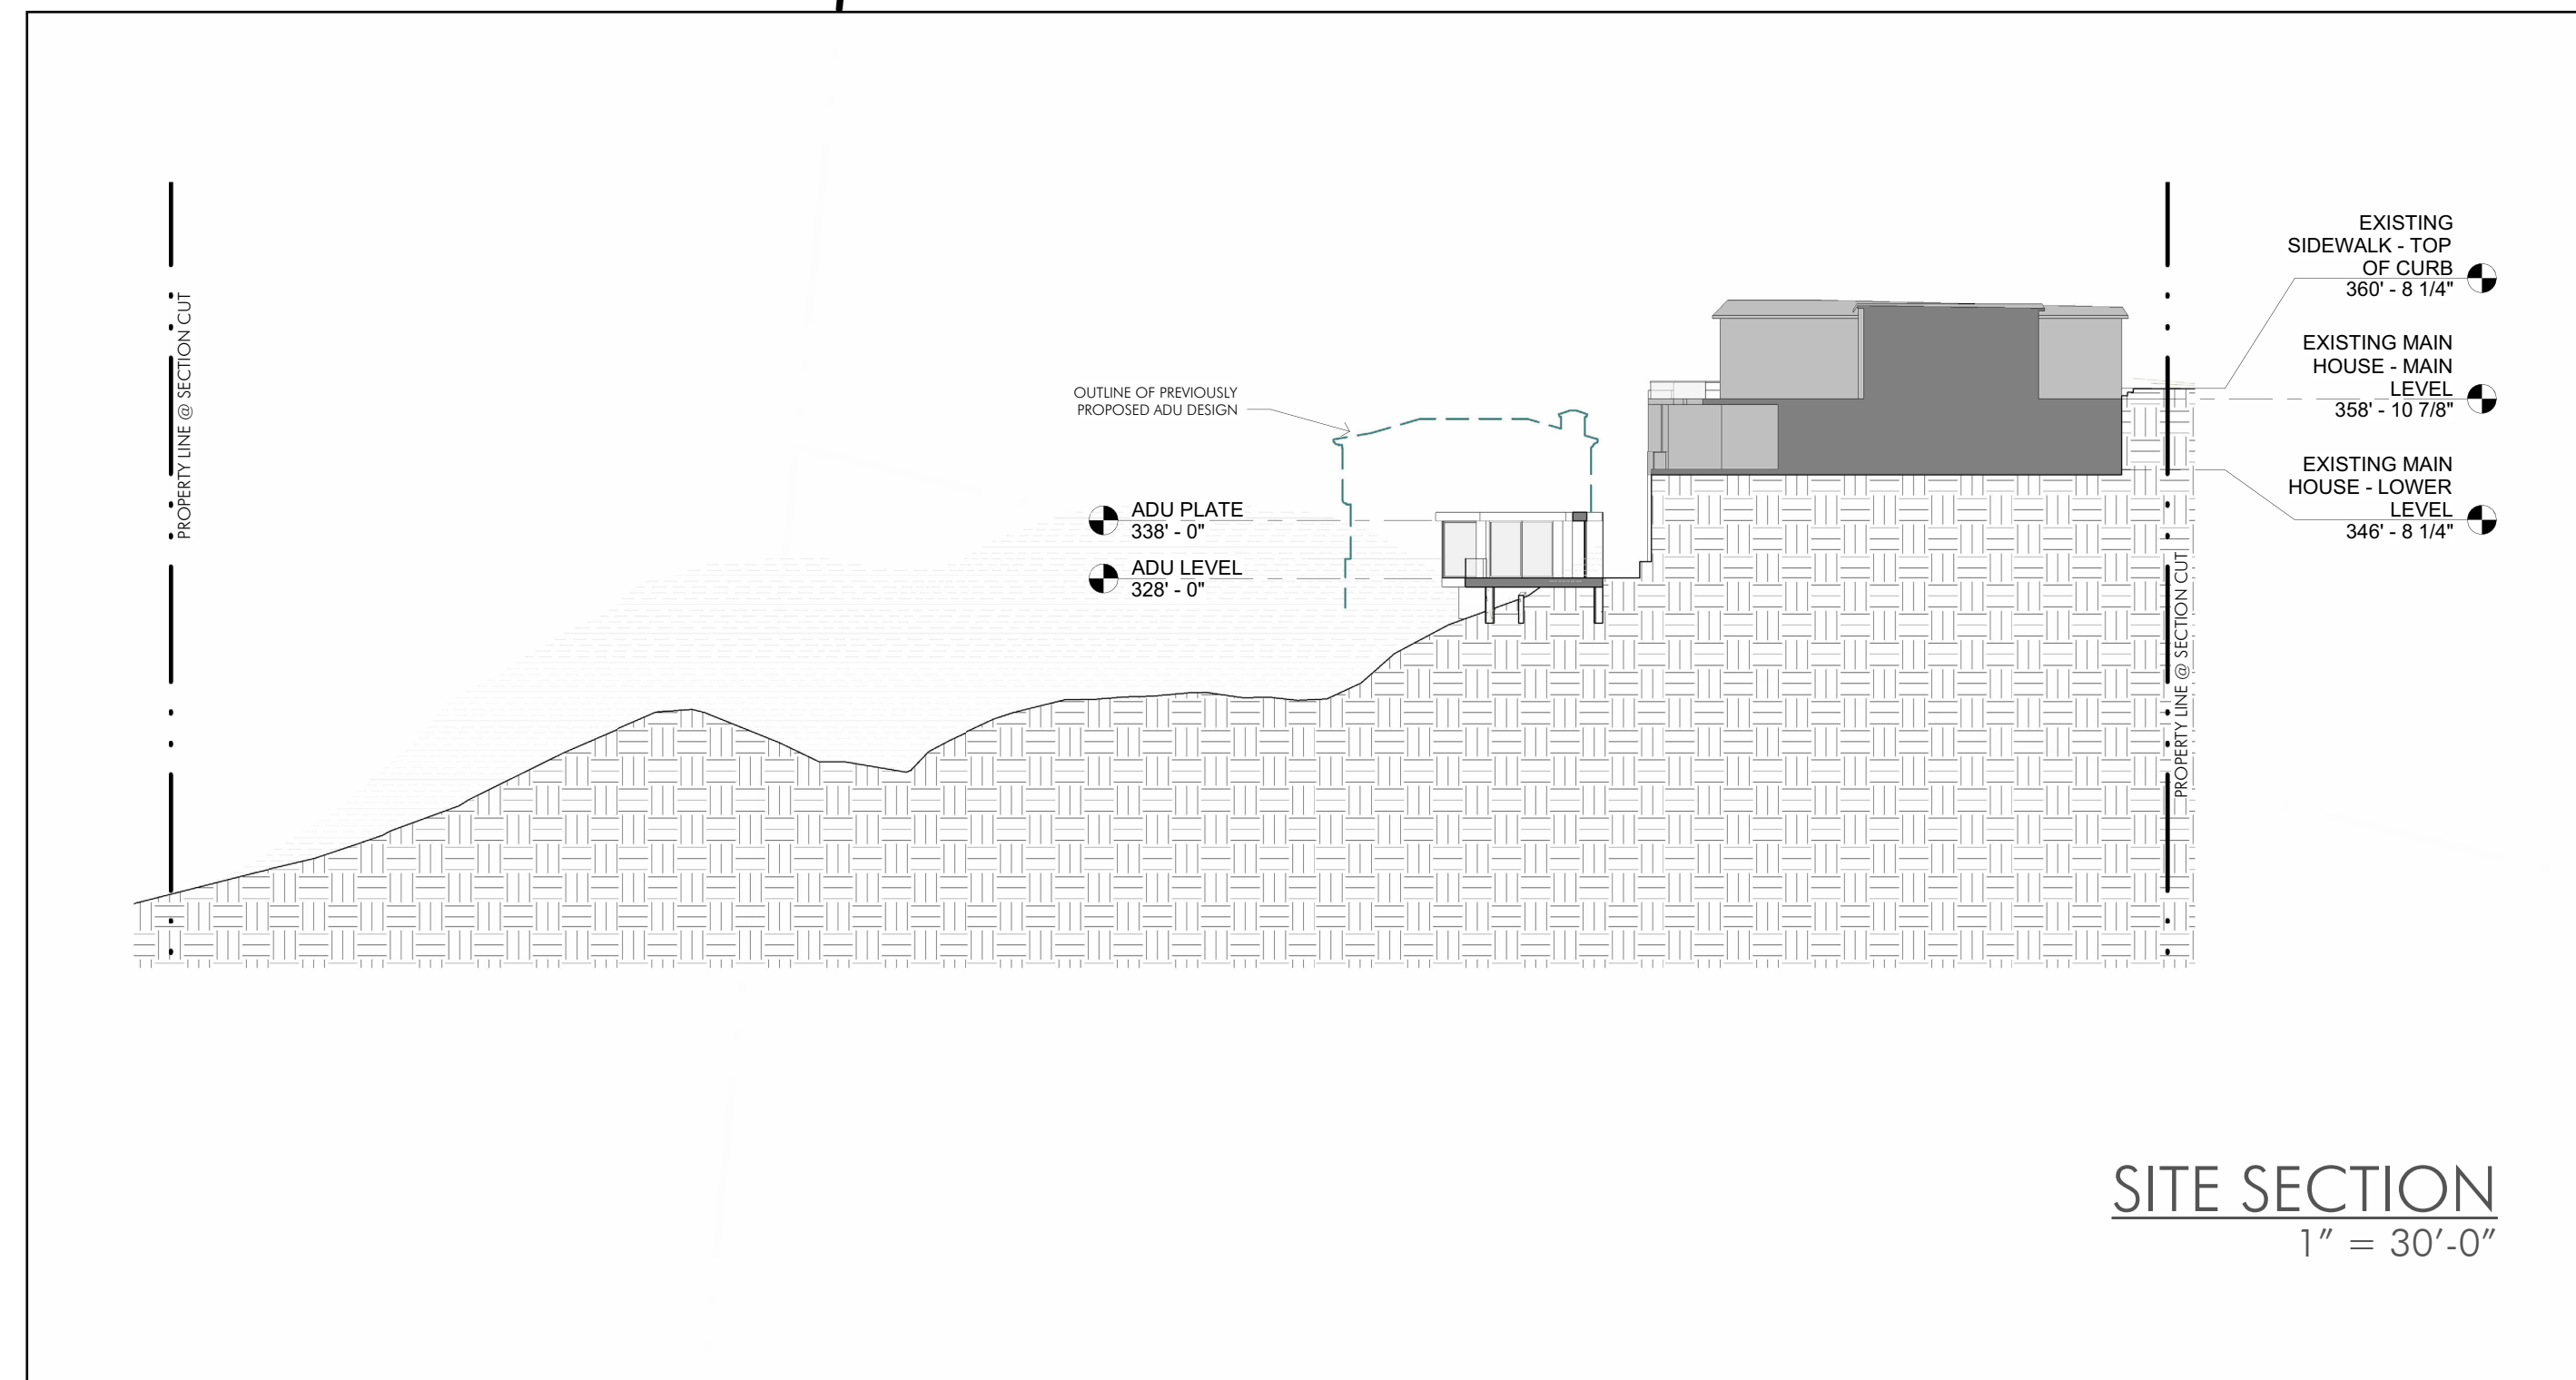 PROPERTY LINE @ SECTION CUT
OUTLINE OF PREVIOUSLY
PROPOSED ADU DESIGN
ADU PLATE
338' - 0"
ADU LEVEL
328' - 0"
EXISTING
SIDEWALK - TOP
OF CURB
360' - 8 1/4"
EXISTING MAIN
HOUSE - MAIN
LEVEL
358' - 10 7/8"
EXISTING MAIN
HOUSE - LOWER
LEVEL
346' - 8 1/4"
PROPERTY LINE @ SECTION CUT
SITE SECTION
1" = 30'-0"